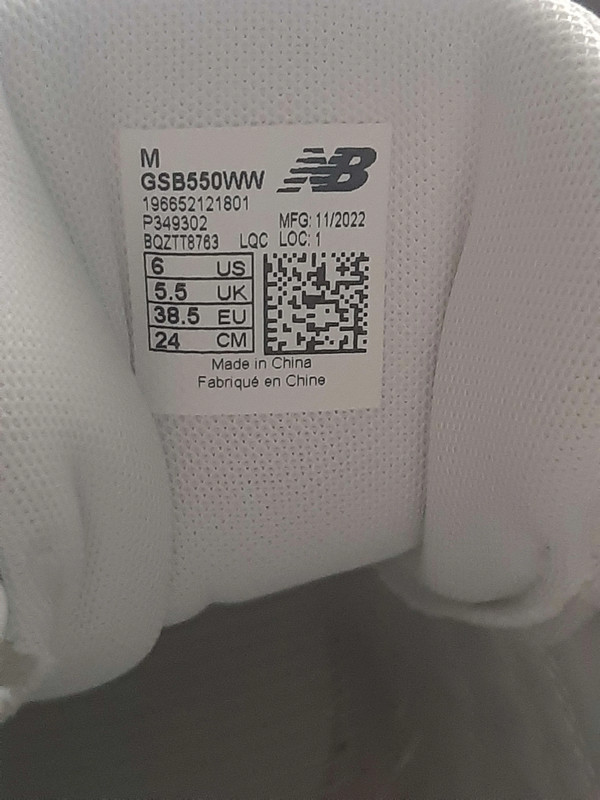 M
NB
GSB550WW
196652121801
P349302 MFG: 11/2022
BQZTT8763 LQC LOC: 1
6 US
5.5 UK
38.5 EU
24 CM
Made in China
Fabriqué en Chine